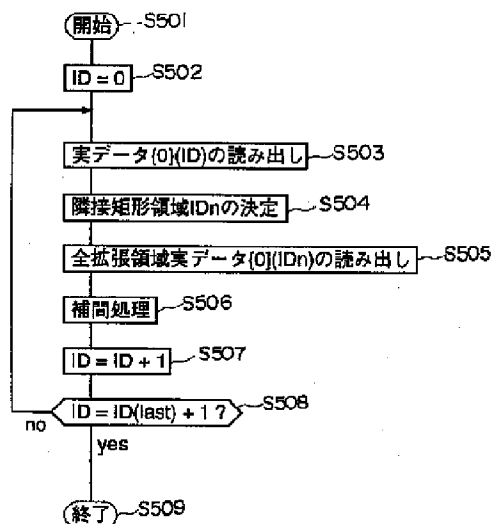 開始 S501
ID = 0 S502
実データ{0}(ID)の読み出し S503
隣接矩形領域IDnの決定 S504
全拡張領域実データ{0}(IDn)の読み出し S505
補間処理 S506
ID = ID + 1 S507
ID = ID(last) + 1 ? S508
no
yes
終了 S509